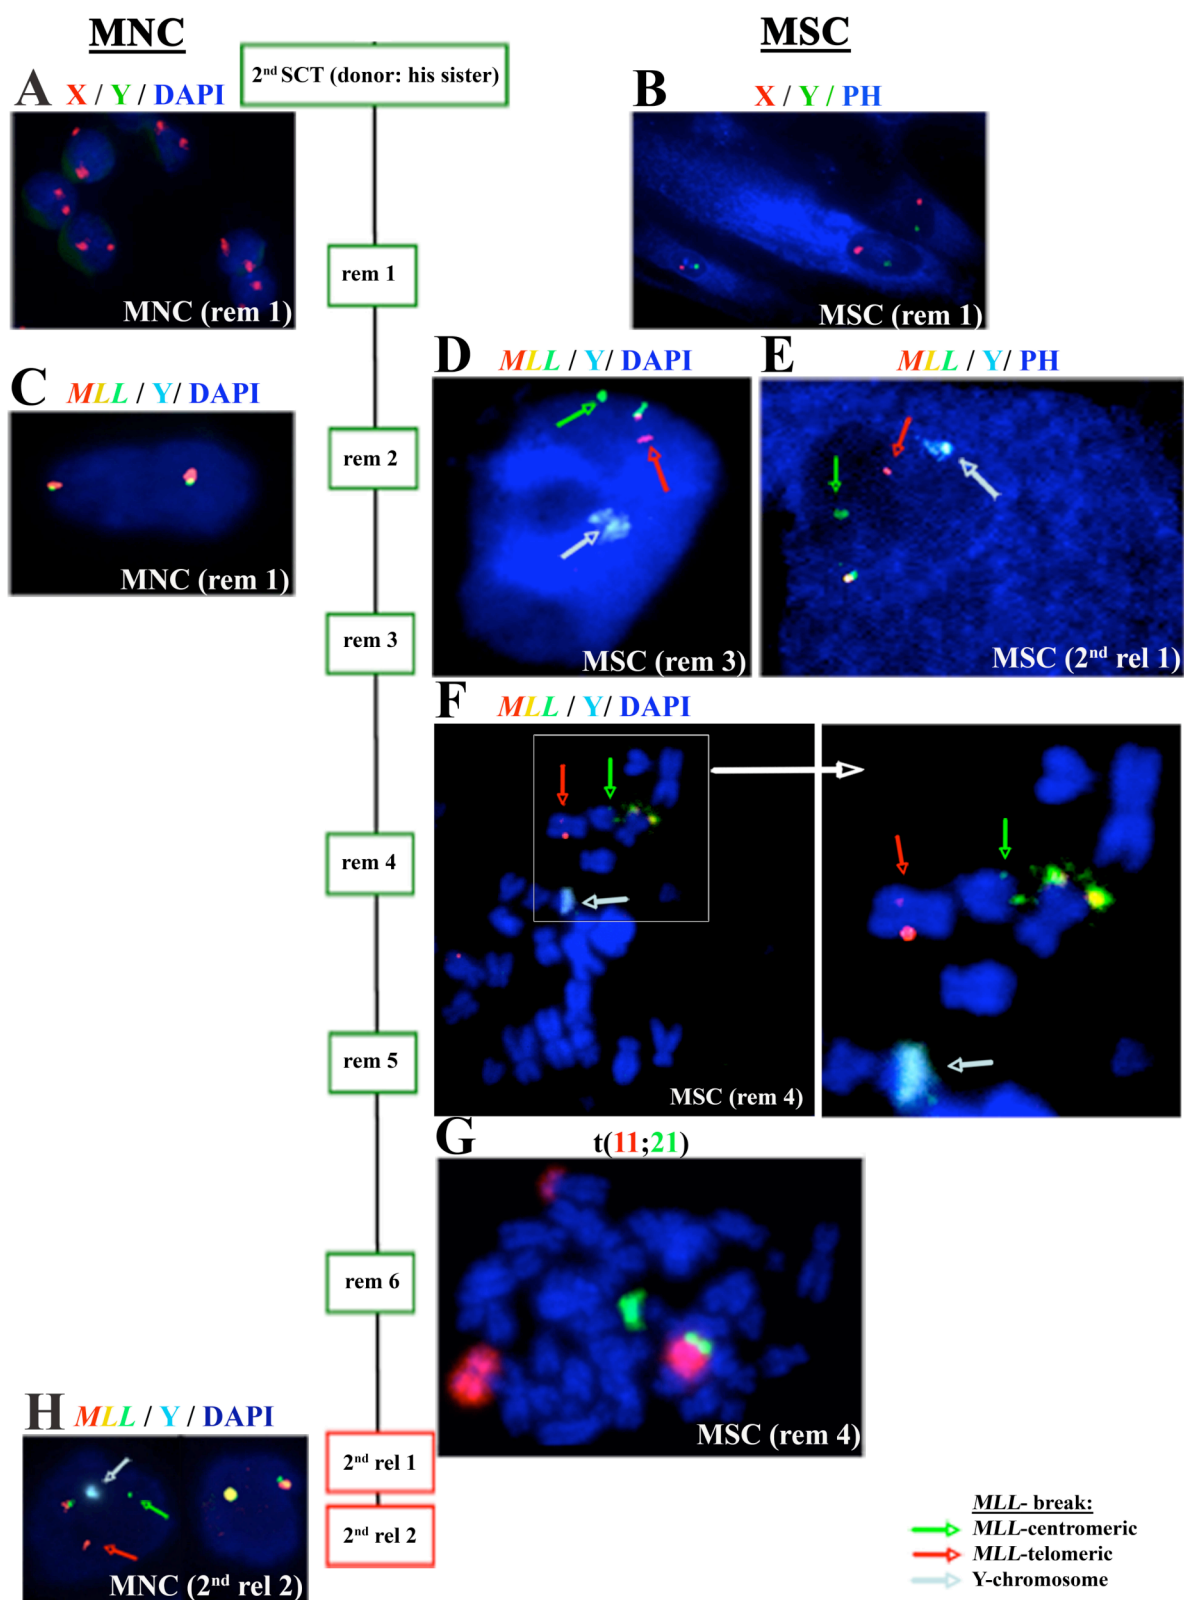 MNC
MSC
2nd SCT (donor: his sister)
A X / Y / DAPI
B X / Y / PH
MNC (rem 1)
MSC (rem 1)
rem 1
C MLL / Y/ DAPI
D MLL / Y/ DAPI
E MLL / Y/ PH
rem 2
MNC (rem 1)
MSC (rem 3)
MSC (2nd rel 1)
rem 3
F MLL / Y/ DAPI
rem 4
rem 5
MSC (rem 4)
G t(11;21)
rem 6
MSC (rem 4)
H MLL / Y / DAPI
2nd rel 1
2nd rel 2
MNC (2nd rel 2)
MLL- break:
MLL-centromeric
MLL-telomeric
Y-chromosome